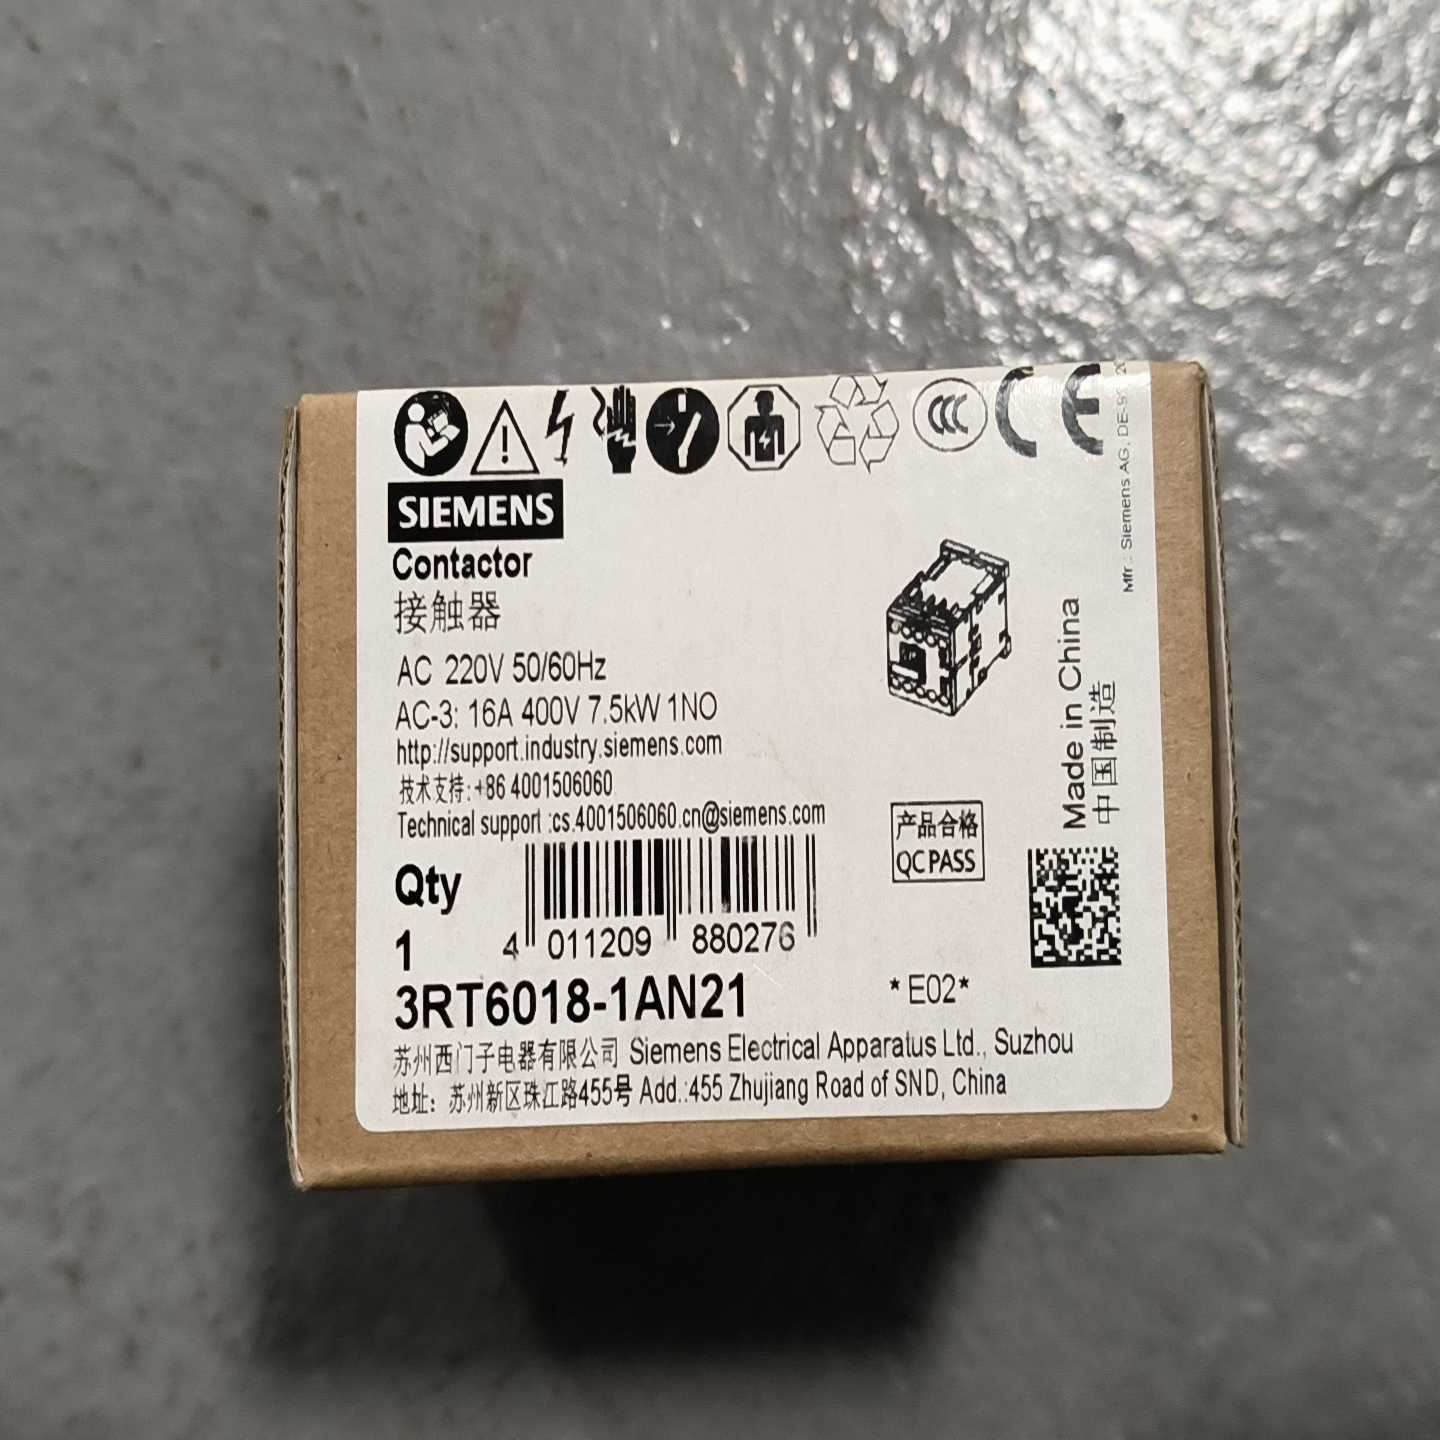 CCC
CE
SIEMENS
Contactor
接触器
AC 220V 50/60Hz
AC-3: 16A 400V 7.5kW 1NO
http://support.industry.siemens.com
技术支持:+86 4001506060
Technical support :cs.4001506060.cn@siemens.com
Qty
1
4 011209 880276
3RT6018-1AN21
苏州西门子电器有限公司 Siemens Electrical Apparatus Ltd., Suzhou
地址: 苏州新区珠江路455号 Add.:455 Zhujiang Road of SND, China
产品合格
QC PASS
*E02*
Made in China
中国制造
Mfr.: Siemens AG, DE-